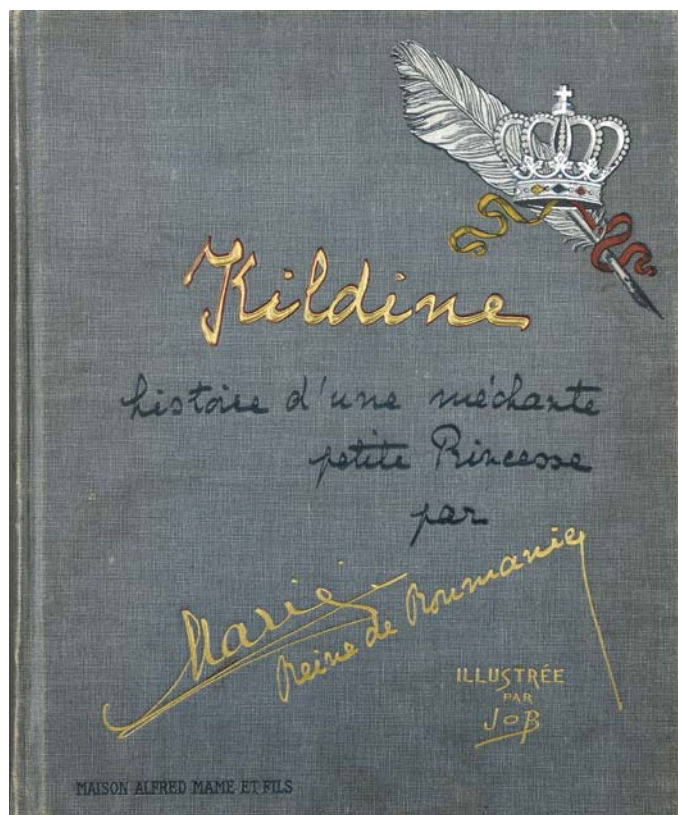 Kildine
histoire d'une méchante
petite Princesse
par
Marie
Reine de Roumanie
ILLUSTRÉE
PAR
JOB
MAISON ALFRED MAME ET FILS